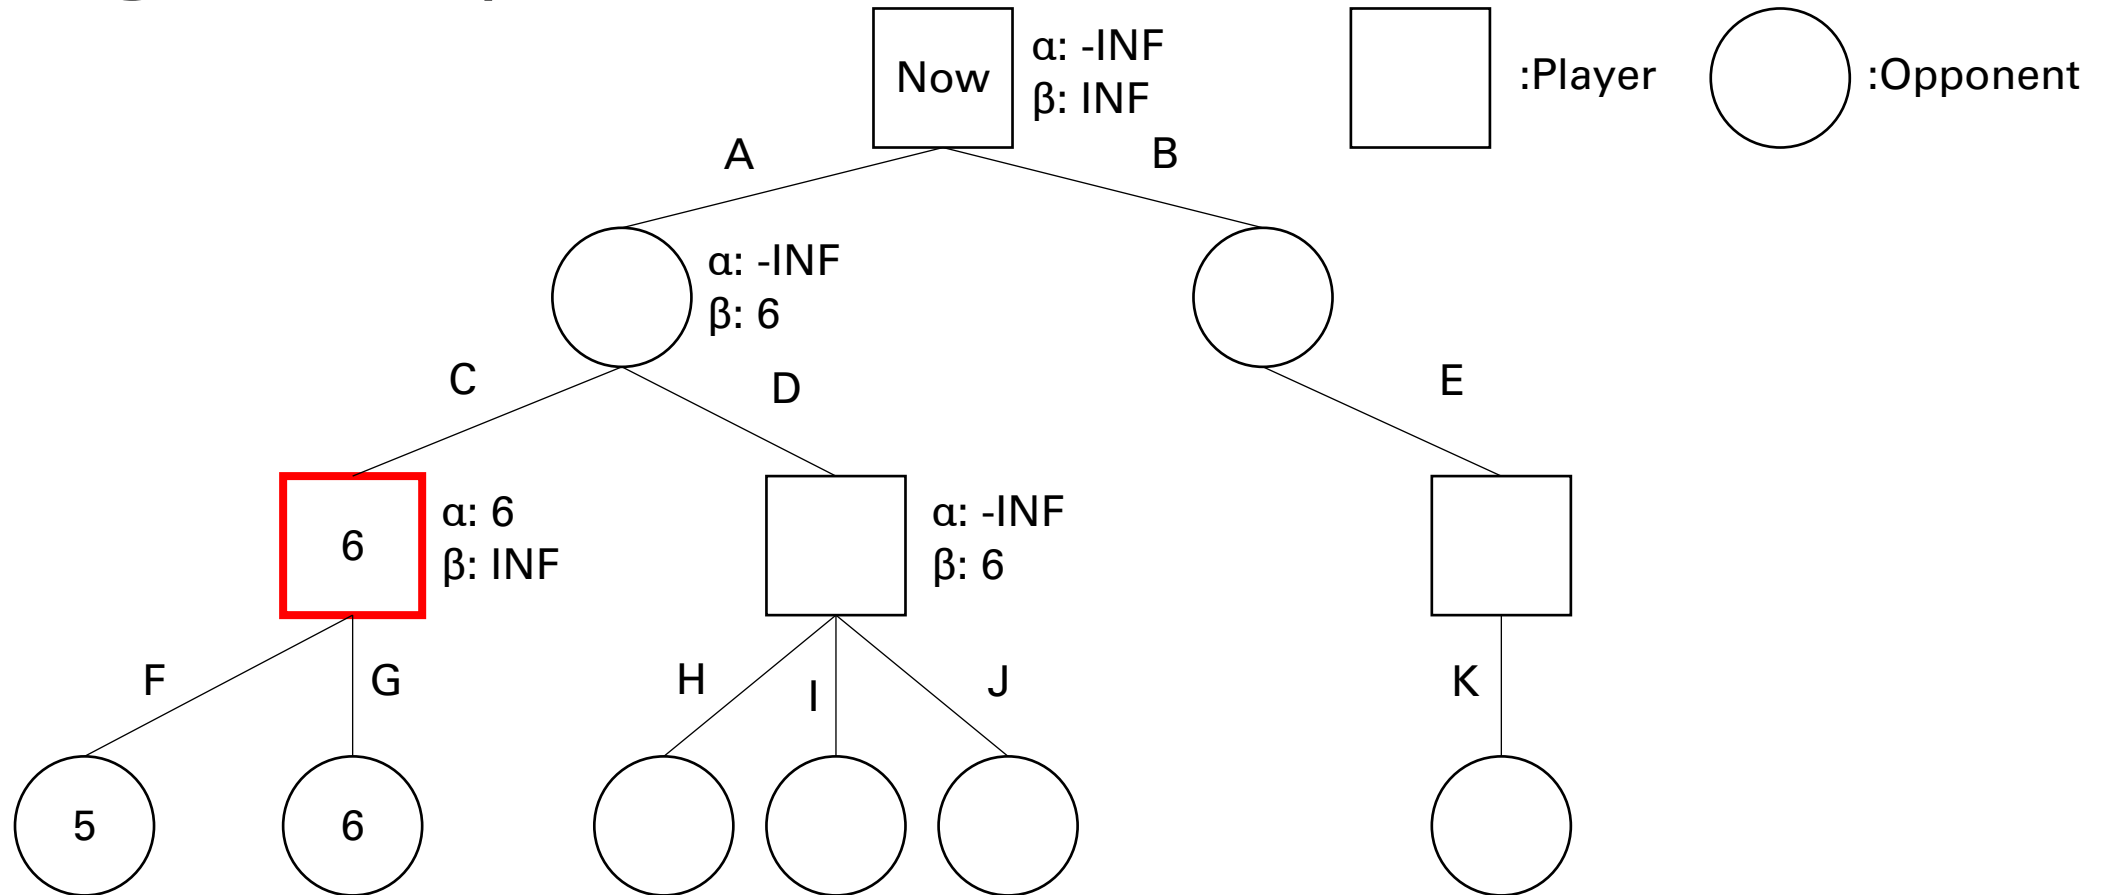 Now
α: -INF
β: INF
:Player
:Opponent
A
B
α: -INF
β: 6
C
D
E
6
α: 6
β: INF
α: -INF
β: 6
F
G
H
I
J
K
5
6